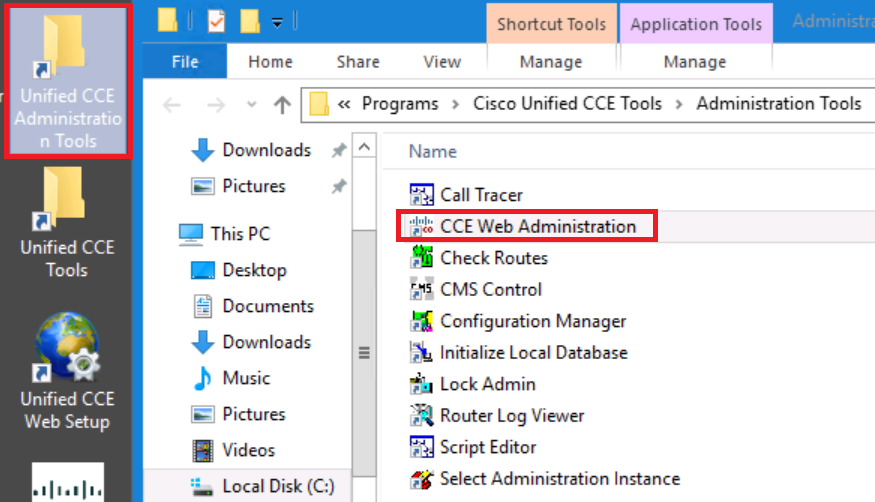 Unified CCE
Administratio
n Tools
Unified CCE
Tools
Unified CCE
Web Setup
Shortcut Tools
Application Tools
File
Home
Share
View
Manage
Manage
« Programs > Cisco Unified CCE Tools > Administration Tools
Downloads
Pictures
This PC
Desktop
Documents
Downloads
Music
Pictures
Videos
Local Disk (C:)
Name
Call Tracer
CCE Web Administration
Check Routes
CMS Control
Configuration Manager
Initialize Local Database
Lock Admin
Router Log Viewer
Script Editor
Select Administration Instance